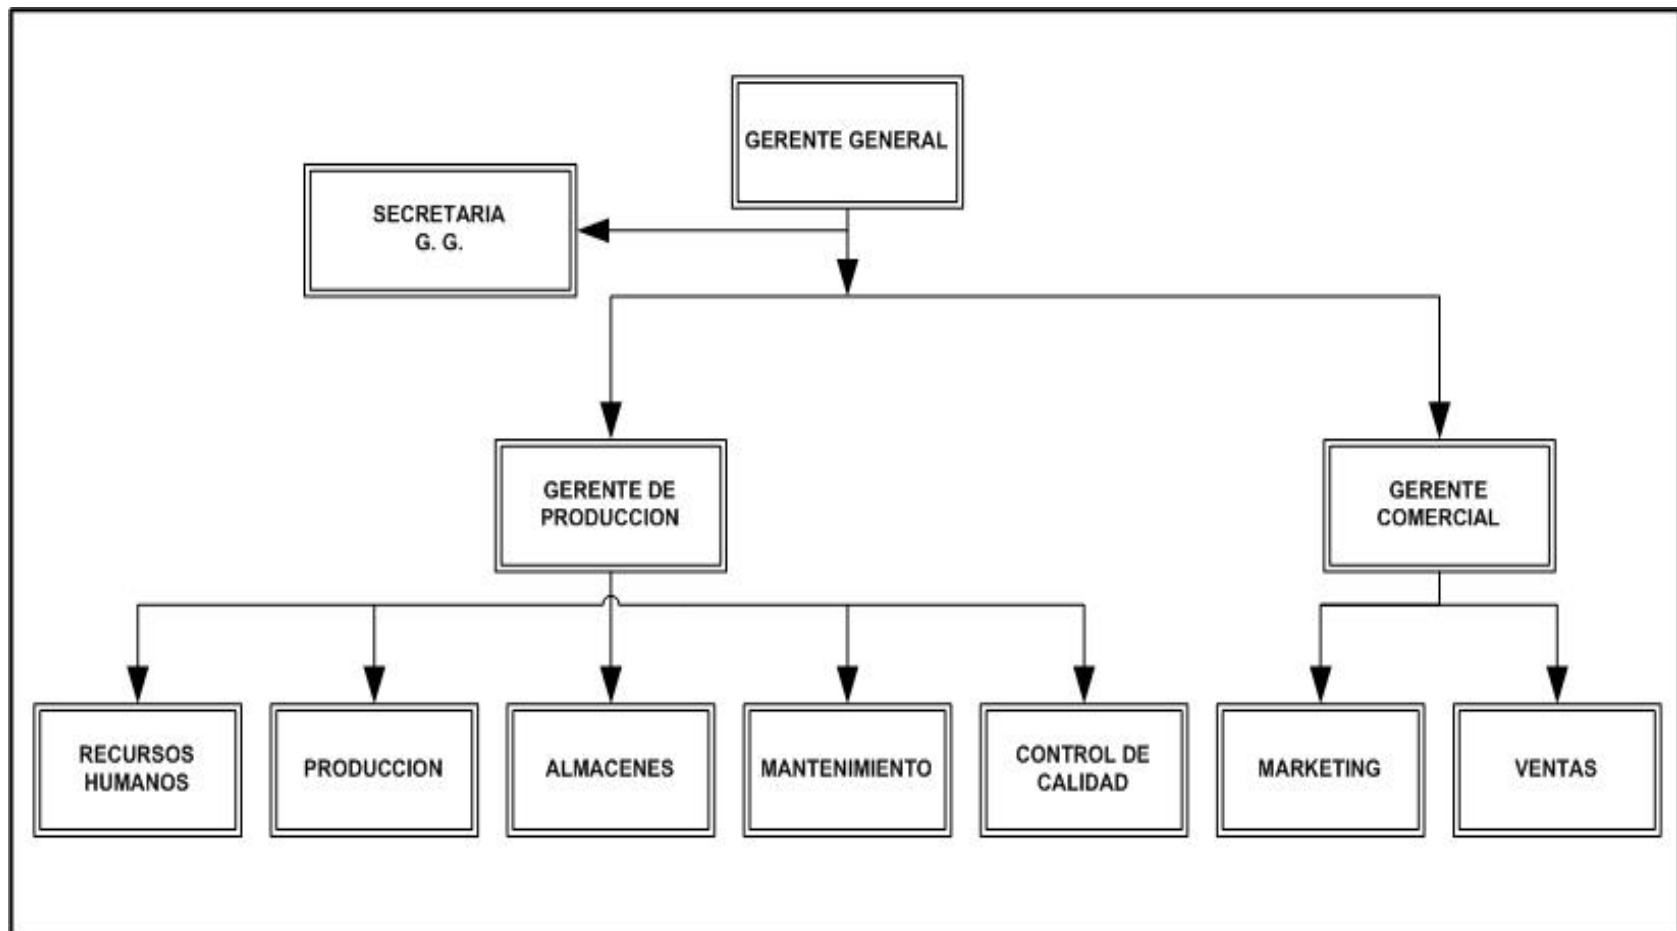 GERENTE GENERAL
SECRETARIA
G. G.
GERENTE DE
PRODUCCION
GERENTE
COMERCIAL
RECURSOS
HUMANOS
PRODUCCION
ALMACENES
MANTENIMIENTO
CONTROL DE
CALIDAD
MARKETING
VENTAS